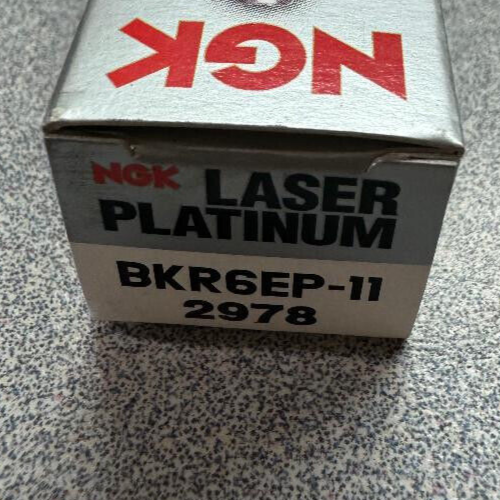 NGK
NGK LASER
PLATINUM
BKR6EP-11
2978